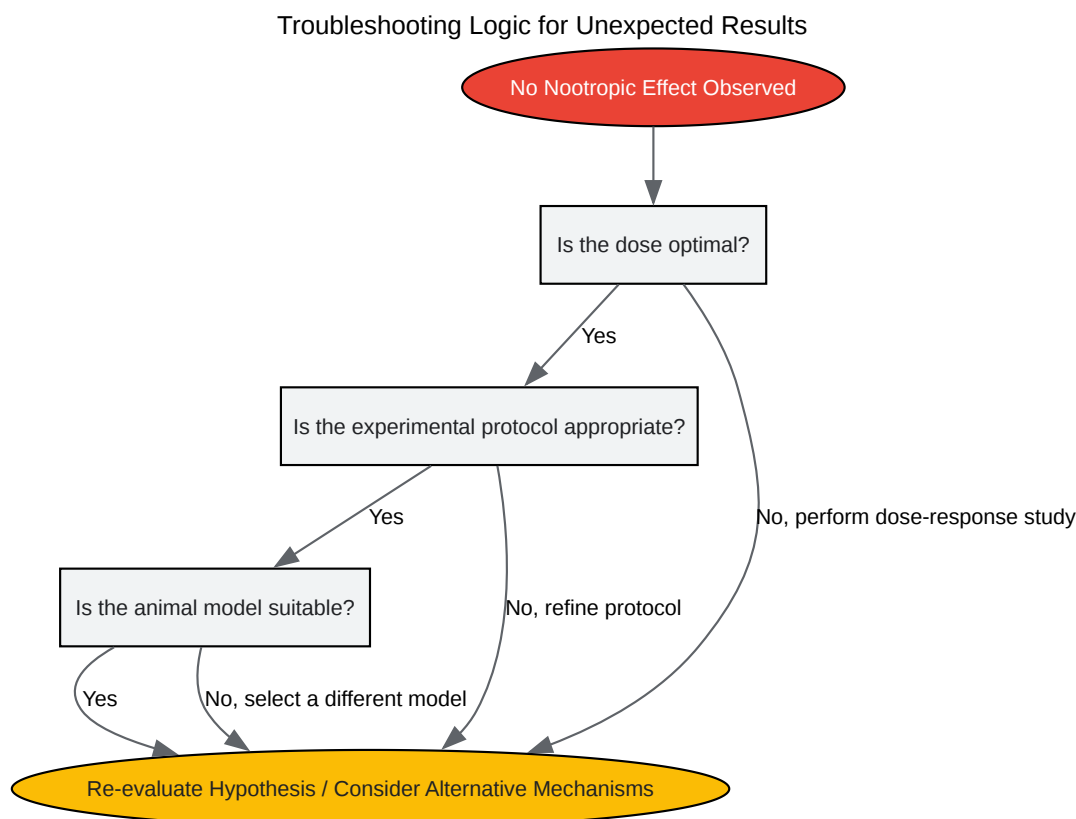 Troubleshooting Logic for Unexpected Results
No Nootropic Effect Observed
Is the dose optimal?
Yes
Is the experimental protocol appropriate?
Yes
No, perform dose-response study
Is the animal model suitable?
No, refine protocol
Yes
No, select a different model
Re-evaluate Hypothesis / Consider Alternative Mechanisms